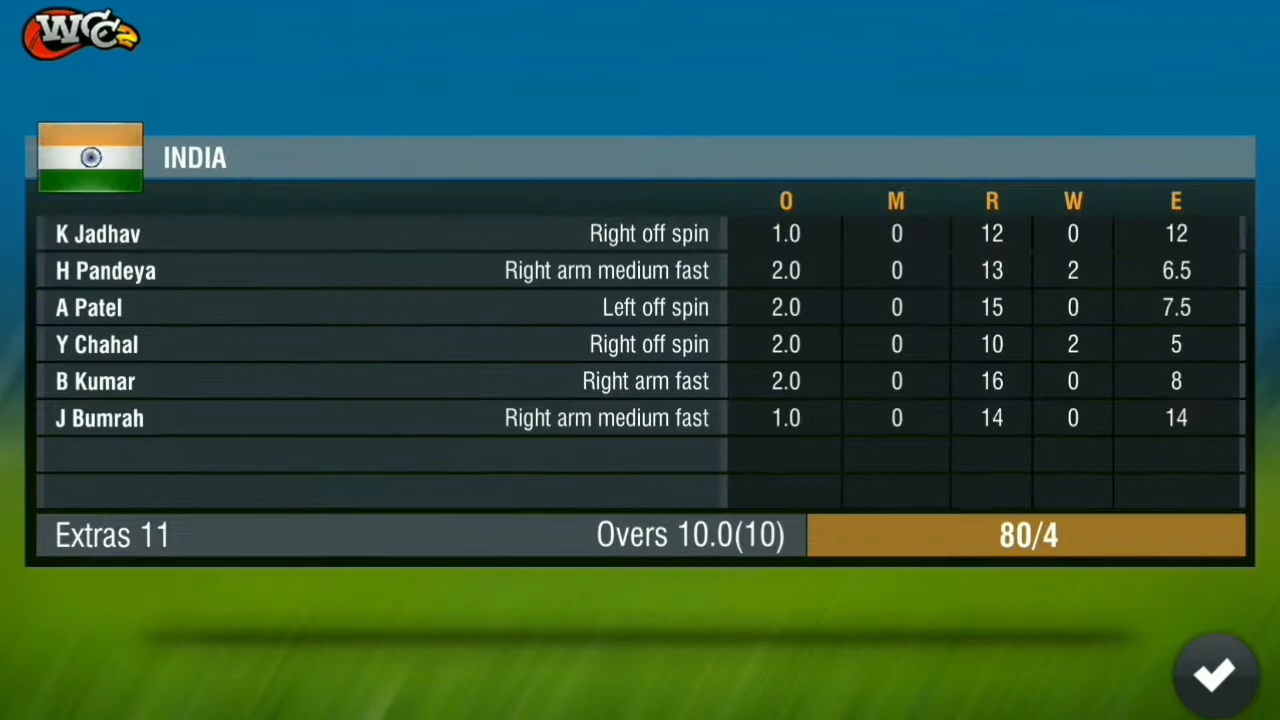 WCC
INDIA
O M R W E
K Jadhav Right off spin 1.0 0 12 0 12
H Pandeya Right arm medium fast 2.0 0 13 2 6.5
A Patel Left off spin 2.0 0 15 0 7.5
Y Chahal Right off spin 2.0 0 10 2 5
B Kumar Right arm fast 2.0 0 16 0 8
J Bumrah Right arm medium fast 1.0 0 14 0 14
Extras 11 Overs 10.0(10) 80/4